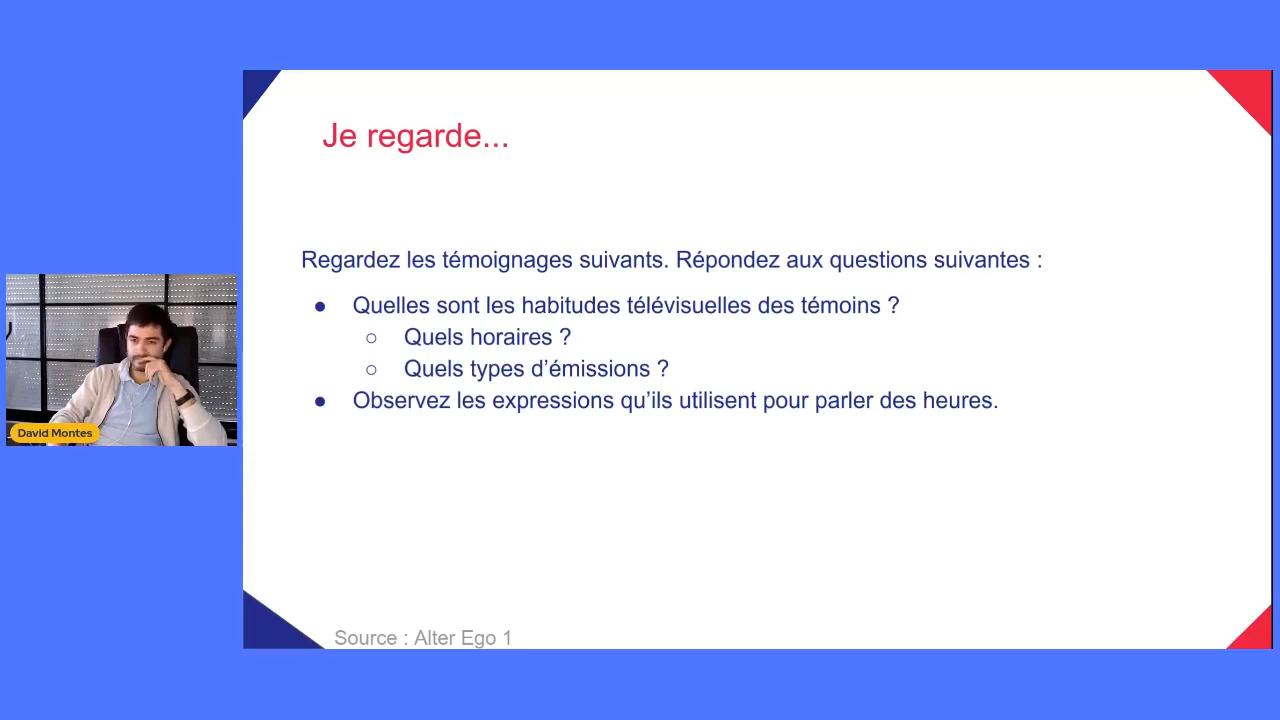 Je regarde...
Regardez les témoignages suivants. Répondez aux questions suivantes :
● Quelles sont les habitudes télévisuelles des témoins ?
○ Quels horaires ?
○ Quels types d'émissions ?
● Observez les expressions qu'ils utilisent pour parler des heures.
David Montes
Source : Alter Ego 1